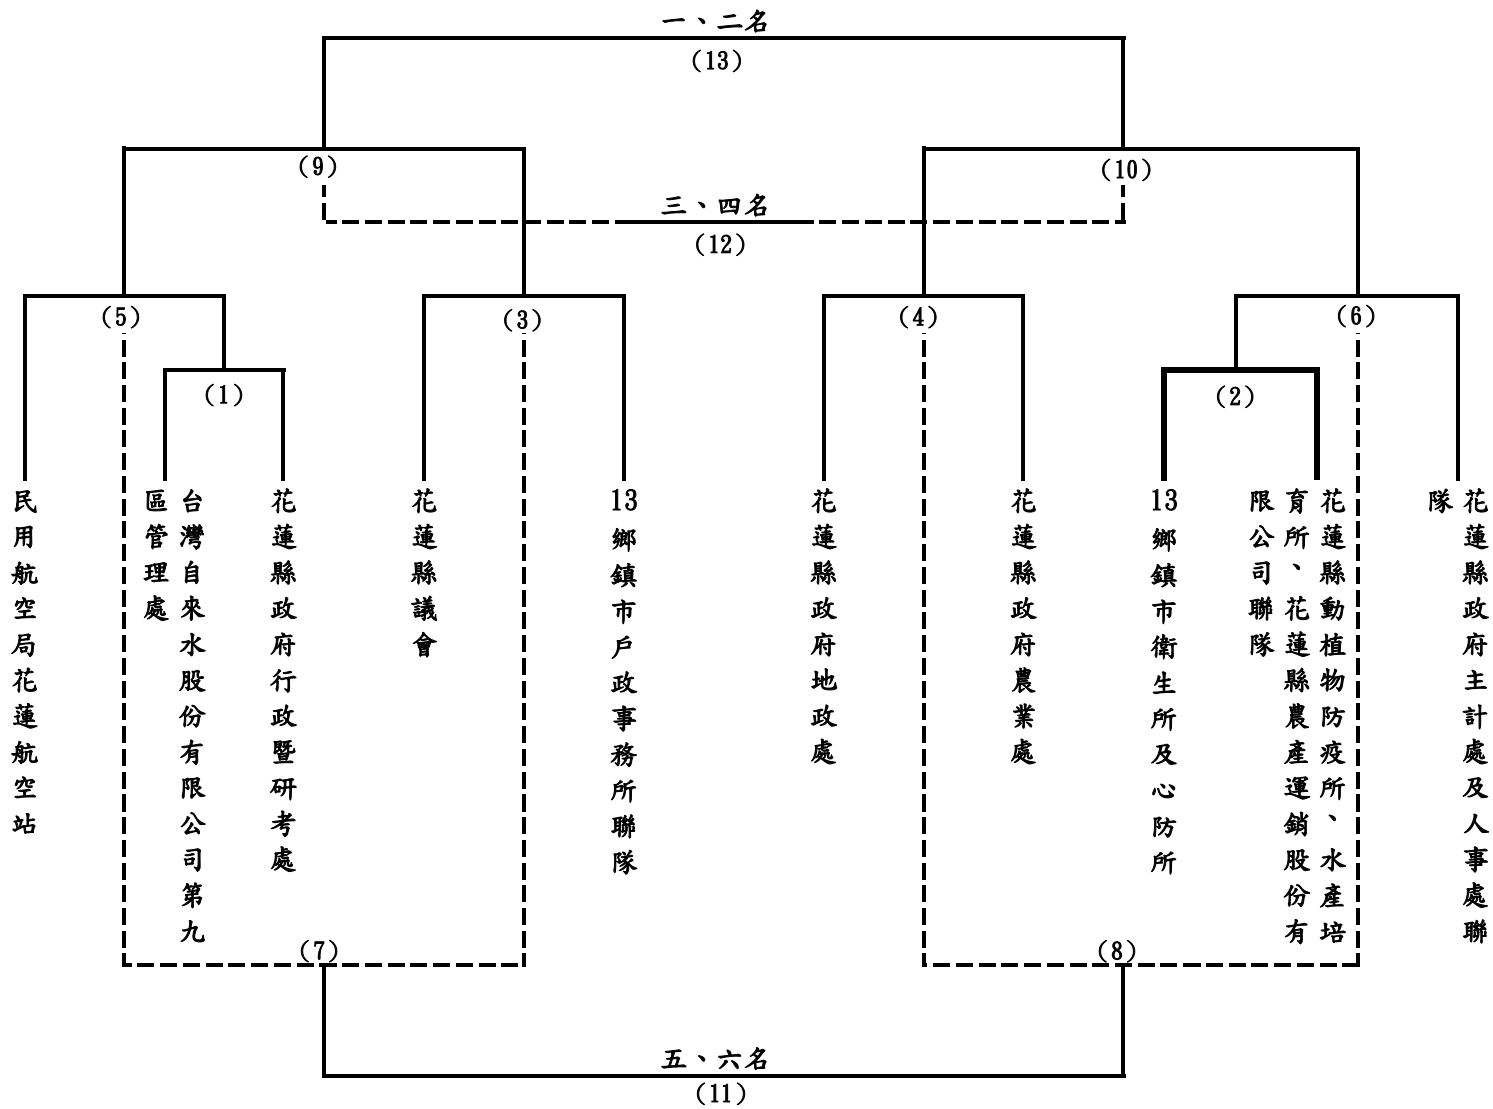 一、二名
(13)
(9)
(10)
三、四名
(12)
(5)
(3)
(4)
(6)
(1)
(2)
民用航空局花蓮航空站
台灣自來水股份有限公司第九
區管理處
花蓮縣政府行政暨研考處
花蓮縣議會
13鄉鎮市戶政事務所聯隊
花蓮縣政府地政處
花蓮縣政府農業處
13鄉鎮市衛生所及心防所
花蓮縣動植物防疫所、水產培
育所、花蓮縣農產運銷股份有
限公司聯隊
花蓮縣政府主計處及人事處聯
隊
(7)
(8)
五、六名
(11)